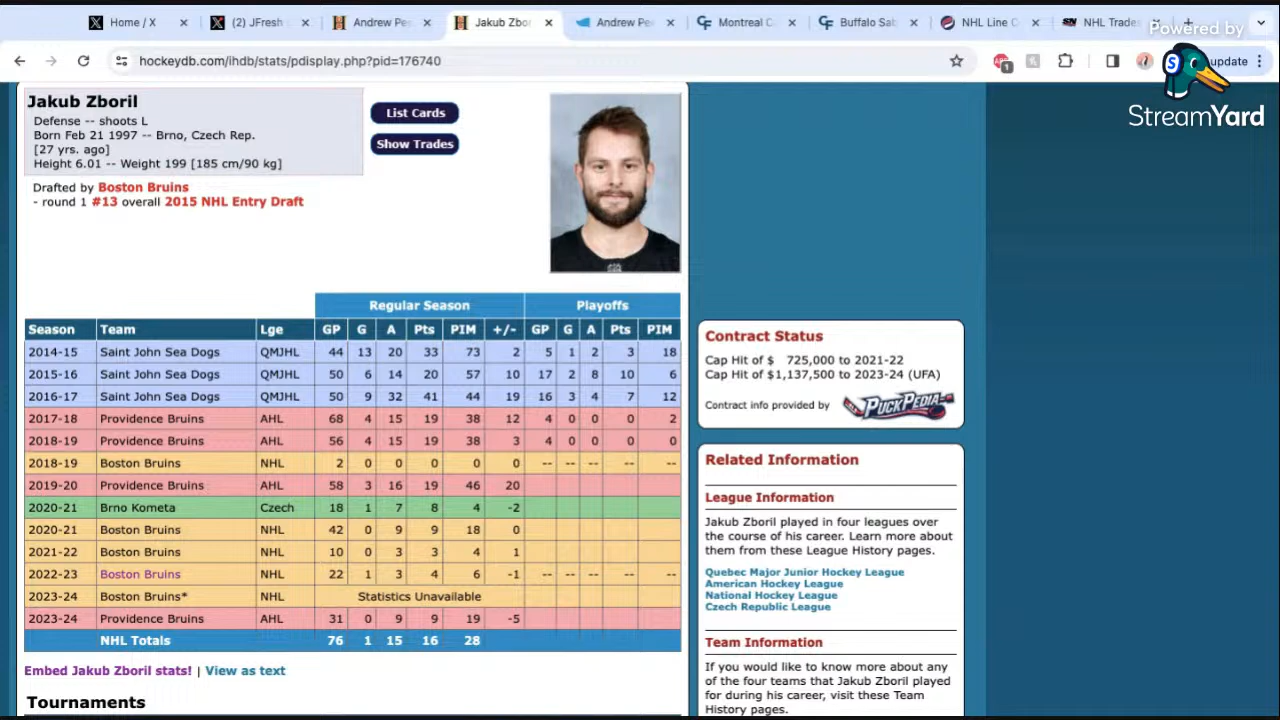 Home / X
(2) JFresh
Andrew Pe
Jakub Zbor
Andrew Pe
Montreal C
Buffalo Sab
NHL Line C
NHL Trades
Powered by
hockeydb.com/ihdb/stats/pdisplay.php?pid=176740
1
update
StreamYard
Jakub Zboril
Defense -- shoots L
Born Feb 21 1997 -- Brno, Czech Rep.
[27 yrs. ago]
Height 6.01 -- Weight 199 [185 cm/90 kg]
List Cards
Show Trades
Drafted by Boston Bruins
- round 1 #13 overall 2015 NHL Entry Draft
Regular Season Playoffs
Season Team Lge GP G A Pts PIM +/- GP G A Pts PIM
2014-15 Saint John Sea Dogs QMJHL 44 13 20 33 73 2 5 1 2 3 18
2015-16 Saint John Sea Dogs QMJHL 50 6 14 20 57 10 17 2 8 10 6
2016-17 Saint John Sea Dogs QMJHL 50 9 32 41 44 19 16 3 4 7 12
2017-18 Providence Bruins AHL 68 4 15 19 38 12 4 0 0 0 2
2018-19 Providence Bruins AHL 56 4 15 19 38 3 4 0 0 0 0
2018-19 Boston Bruins NHL 2 0 0 0 0 0 -- -- -- -- --
2019-20 Providence Bruins AHL 58 3 16 19 46 20
2020-21 Brno Kometa Czech 18 1 7 8 4 -2
2020-21 Boston Bruins NHL 42 0 9 9 18 0
2021-22 Boston Bruins NHL 10 0 3 3 4 1
2022-23 Boston Bruins NHL 22 1 3 4 6 -1 -- -- -- -- --
2023-24 Boston Bruins* NHL Statistics Unavailable
2023-24 Providence Bruins AHL 31 0 9 9 19 -5
NHL Totals 76 1 15 16 28
Embed Jakub Zboril stats! | View as text
Tournaments
Contract Status
Cap Hit of $ 725,000 to 2021-22
Cap Hit of $1,137,500 to 2023-24 (UFA)
Contract info provided by PUCKPEDIA
Related Information
League Information
Jakub Zboril played in four leagues over
the course of his career. Learn more about
them from these League History pages.
Quebec Major Junior Hockey League
American Hockey League
National Hockey League
Czech Republic League
Team Information
If you would like to know more about any
of the four teams that Jakub Zboril played
for during his career, visit these Team
History pages.